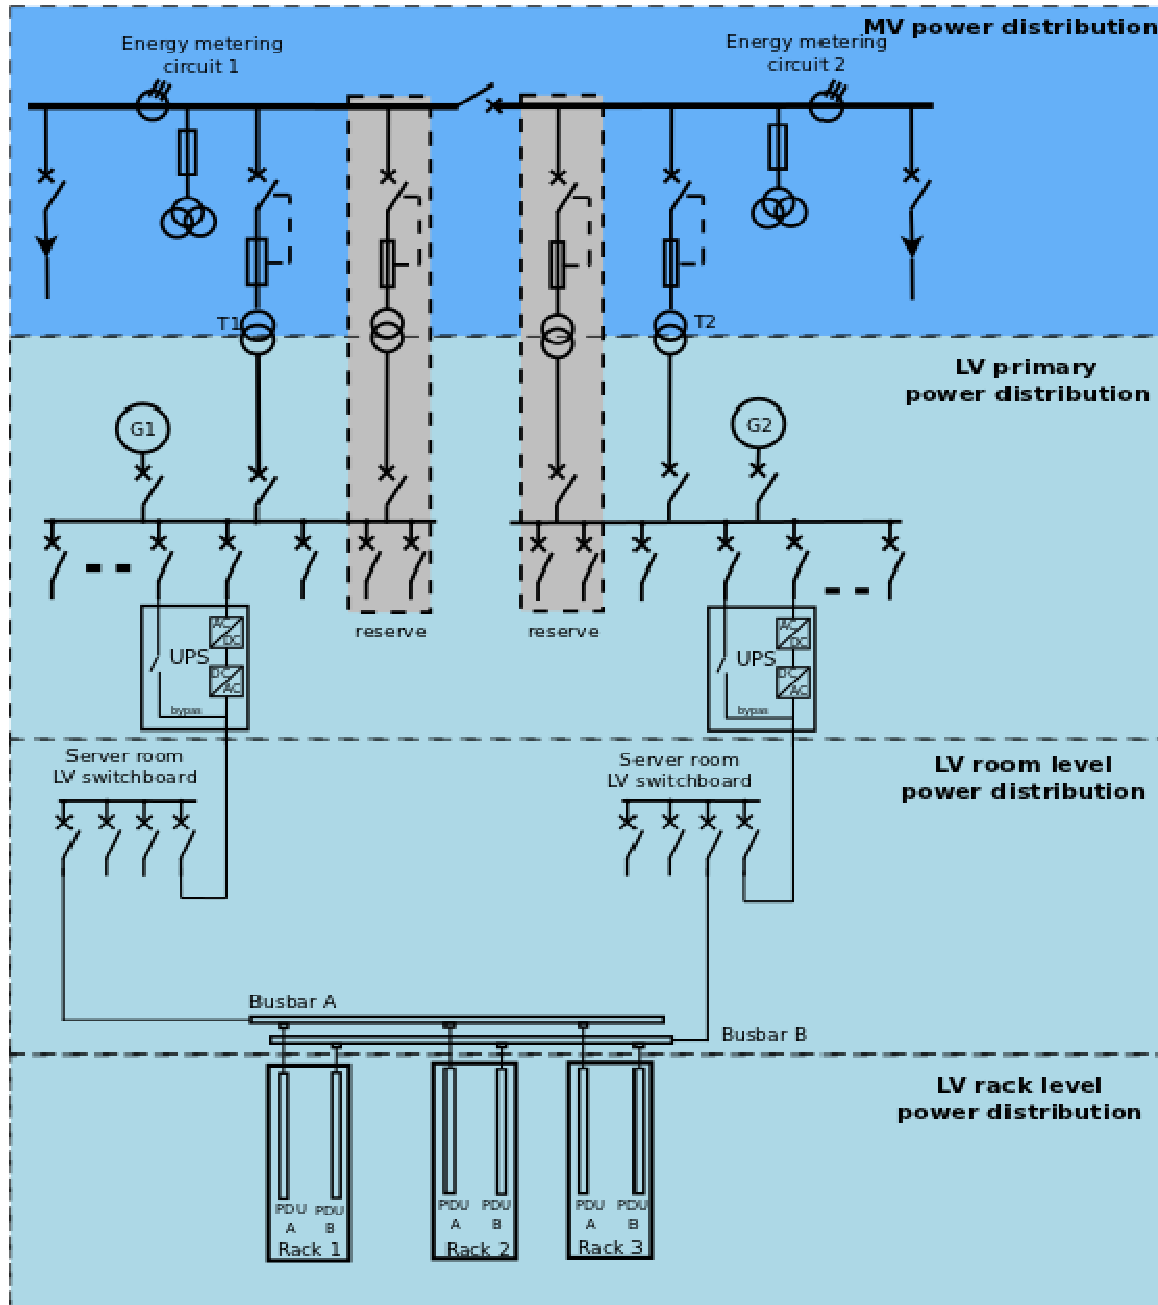 MV power distribution
Energy metering
circuit 1
Energy metering
circuit 2
T1
T2
LV primary
power distribution
G1
G2
reserve
reserve
AC
DC
UPS
DC
AC
bypas
AC
DC
UPS
DC
AC
bypas
Server room
LV switchboard
Server room
LV switchboard
LV room level
power distribution
Busbar A
Busbar B
LV rack level
power distribution
PDU
A
PDU
B
Rack 1
PDU
A
PDU
B
Rack 2
PDU
A
PDU
B
Rack 3